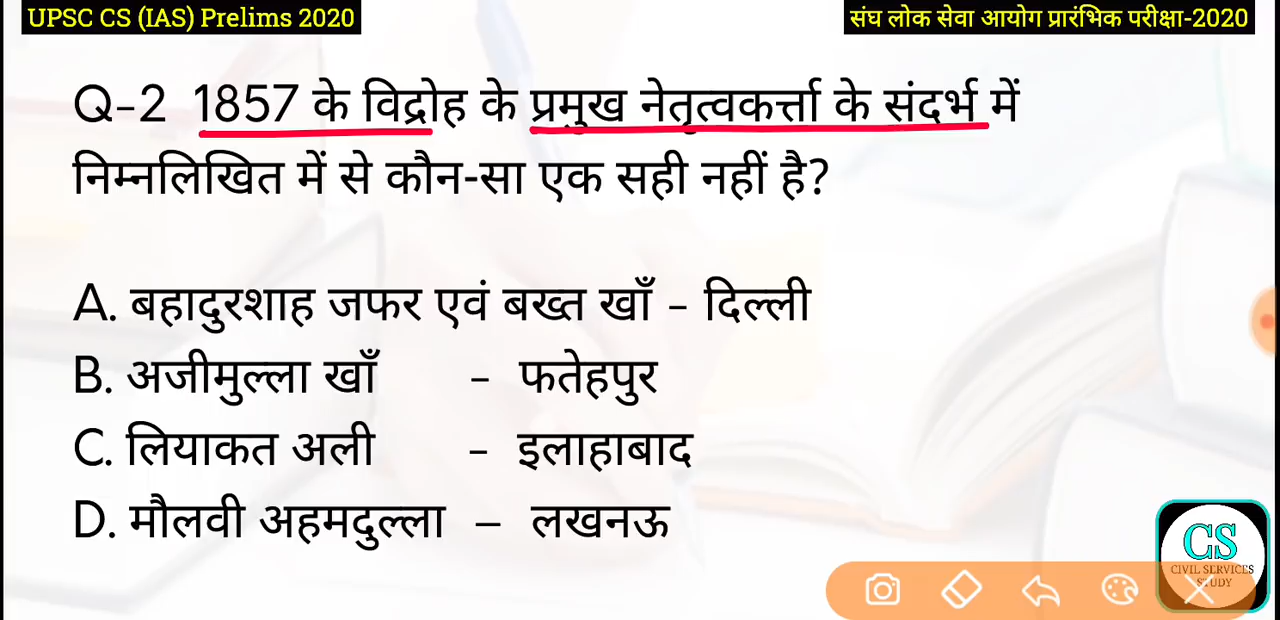 UPSC CS (IAS) Prelims 2020
संघ लोक सेवा आयोग प्रारंभिक परीक्षा-2020
Q-2 1857 के विद्रोह के प्रमुख नेतृत्वकर्त्ता के संदर्भ में
निम्नलिखित में से कौन-सा एक सही नहीं है?
A. बहादुरशाह जफर एवं बख्त खाँ - दिल्ली
B. अजीमुल्ला खाँ - फतेहपुर
C. लियाकत अली - इलाहाबाद
D. मौलवी अहमदुल्ला – लखनऊ
CS
CIVIL SERVICES
STUDY